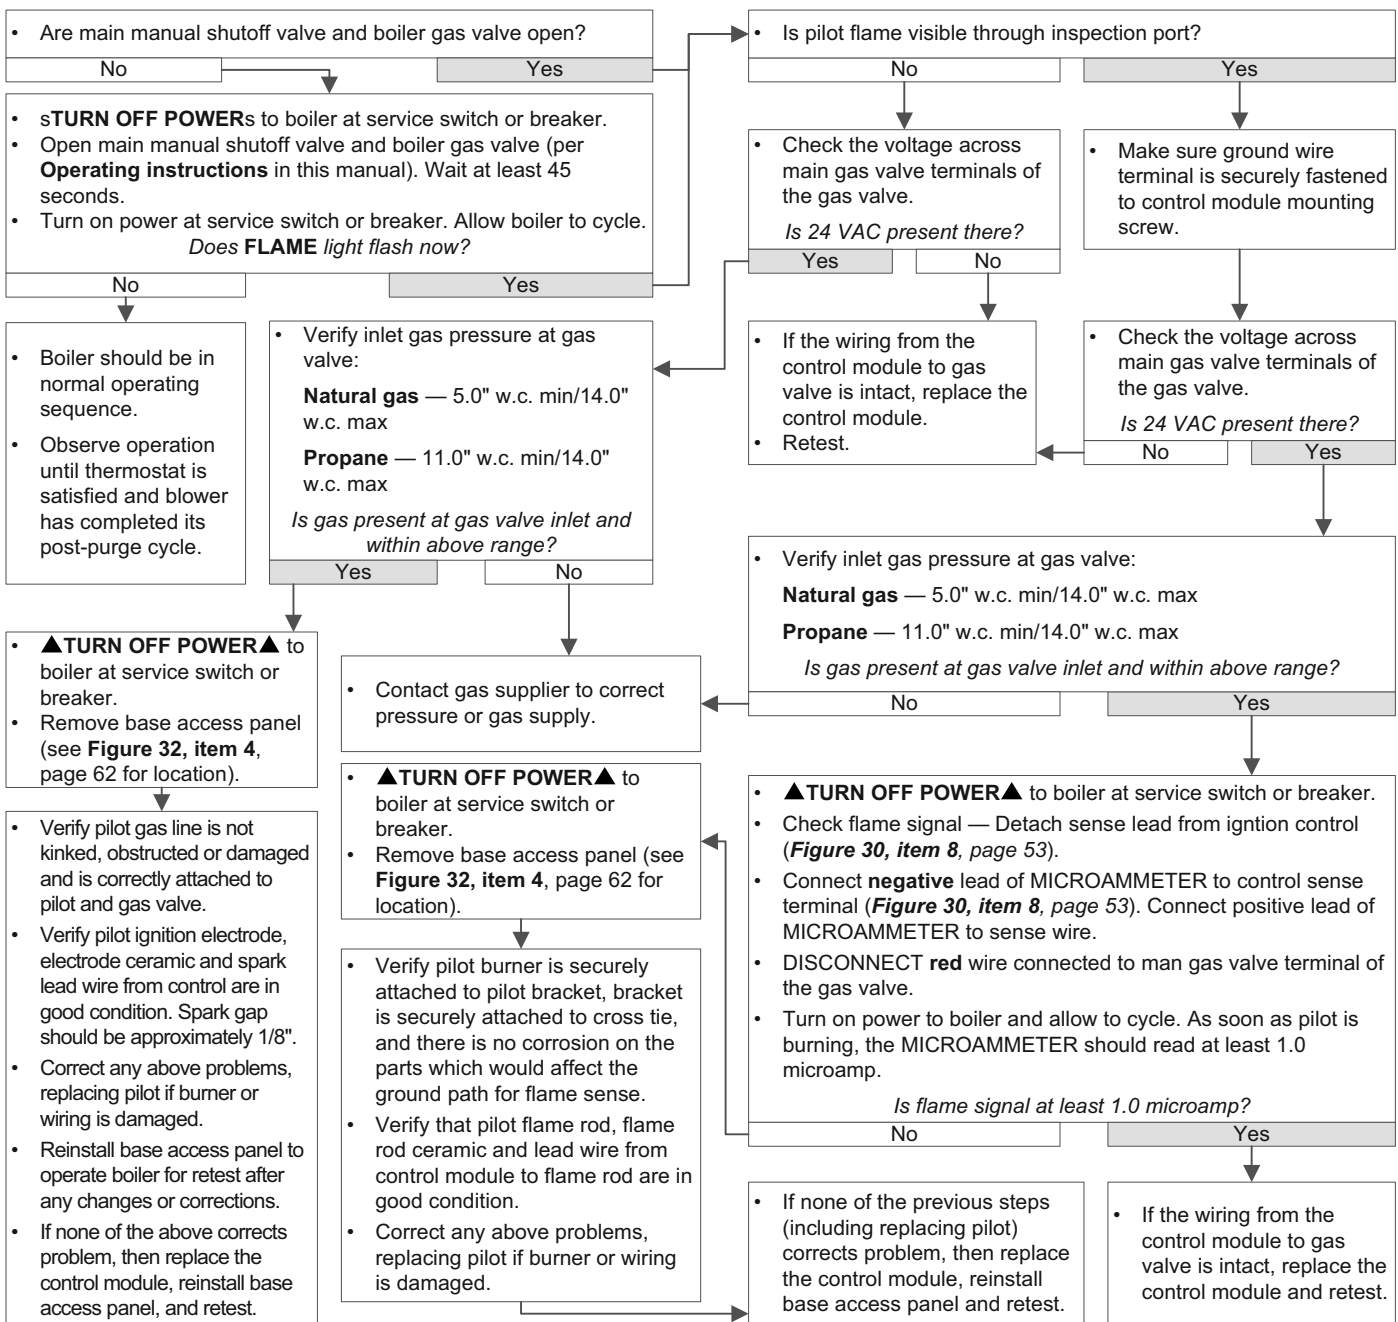 • Are main manual shutoff valve and boiler gas valve open?
No
Yes
• sTURN OFF POWERs to boiler at service switch or breaker.
• Open main manual shutoff valve and boiler gas valve (per
Operating instructions in this manual). Wait at least 45
seconds.
• Turn on power at service switch or breaker. Allow boiler to cycle.
Does FLAME light flash now?
No
Yes
• Boiler should be in
normal operating
sequence.
• Observe operation
until thermostat is
satisfied and blower
has completed its
post-purge cycle.
• Verify inlet gas pressure at gas
valve:
Natural gas — 5.0" w.c. min/14.0"
w.c. max
Propane — 11.0" w.c. min/14.0"
w.c. max
Is gas present at gas valve inlet and
within above range?
Yes
No
• ▲TURN OFF POWER▲ to
boiler at service switch or
breaker.
• Remove base access panel
(see Figure 32, item 4,
page 62 for location).
• Verify pilot gas line is not
kinked, obstructed or damaged
and is correctly attached to
pilot and gas valve.
• Verify pilot ignition electrode,
electrode ceramic and spark
lead wire from control are in
good condition. Spark gap
should be approximately 1/8".
• Correct any above problems,
replacing pilot if burner or
wiring is damaged.
• Reinstall base access panel to
operate boiler for retest after
any changes or corrections.
• If none of the above corrects
problem, then replace the
control module, reinstall base
access panel, and retest.
• Contact gas supplier to correct
pressure or gas supply.
• ▲TURN OFF POWER▲ to
boiler at service switch or
breaker.
• Remove base access panel (see
Figure 32, item 4, page 62 for
location).
• Verify pilot burner is securely
attached to pilot bracket, bracket
is securely attached to cross tie,
and there is no corrosion on the
parts which would affect the
ground path for flame sense.
• Verify that pilot flame rod, flame
rod ceramic and lead wire from
control module to flame rod are in
good condition.
• Correct any above problems,
replacing pilot if burner or wiring
is damaged.
• Is pilot flame visible through inspection port?
No
Yes
• Check the voltage across
main gas valve terminals of
the gas valve.
Is 24 VAC present there?
Yes
No
• If the wiring from the
control module to gas
valve is intact, replace the
control module.
• Retest.
• Make sure ground wire
terminal is securely fastened
to control module mounting
screw.
• Check the voltage across
main gas valve terminals of
the gas valve.
Is 24 VAC present there?
No
Yes
• Verify inlet gas pressure at gas valve:
Natural gas — 5.0" w.c. min/14.0" w.c. max
Propane — 11.0" w.c. min/14.0" w.c. max
Is gas present at gas valve inlet and within above range?
No
Yes
• ▲TURN OFF POWER▲ to boiler at service switch or breaker.
• Check flame signal — Detach sense lead from igntion control
(Figure 30, item 8, page 53).
• Connect negative lead of MICROAMMETER to control sense
terminal (Figure 30, item 8, page 53). Connect positive lead of
MICROAMMETER to sense wire.
• DISCONNECT red wire connected to man gas valve terminal of
the gas valve.
• Turn on power to boiler and allow to cycle. As soon as pilot is
burning, the MICROAMMETER should read at least 1.0
microamp.
Is flame signal at least 1.0 microamp?
No
Yes
• If none of the previous steps
(including replacing pilot)
corrects problem, then replace
the control module, reinstall
base access panel and retest.
• If the wiring from the
control module to gas
valve is intact, replace the
control module and retest.